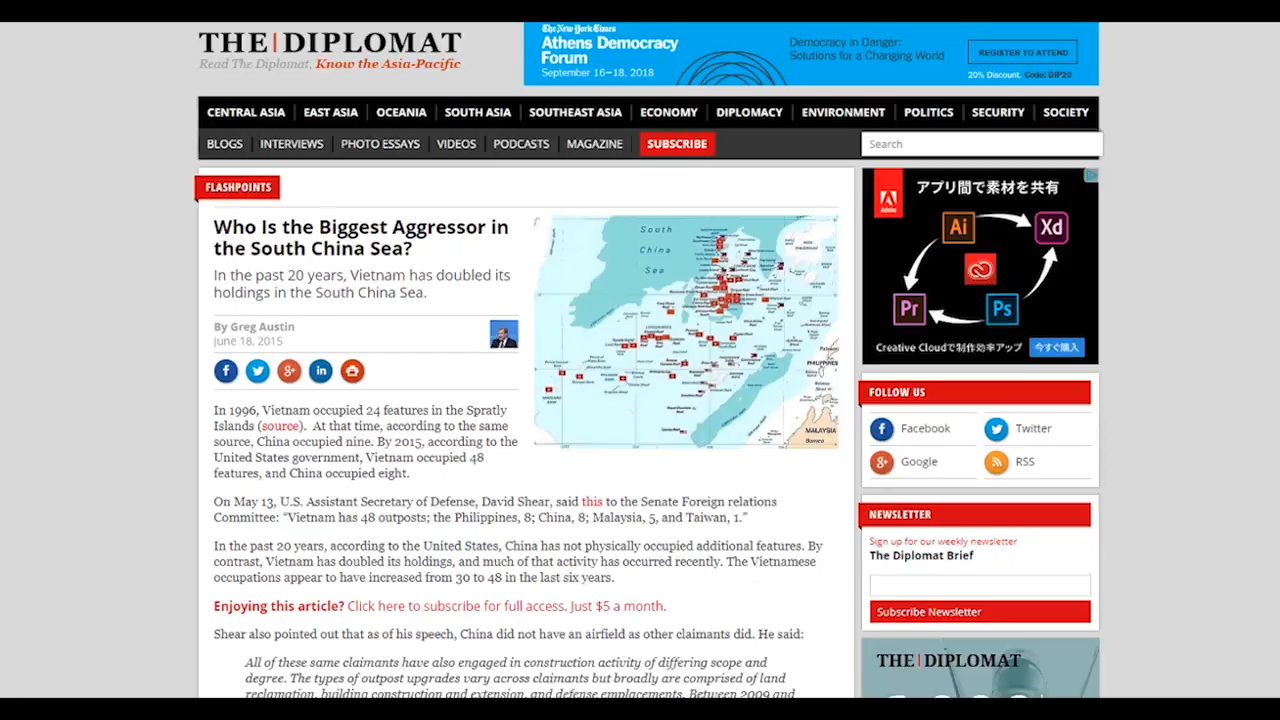 THE|DIPLOMAT
Read The Diplomat, Know the Asia-Pacific
The New York Times
Athens Democracy
Forum
September 16–18, 2018
Democracy in Danger:
Solutions for a Changing World
REGISTER TO ATTEND
20% Discount. Code: DIP20
CENTRAL ASIA EAST ASIA OCEANIA SOUTH ASIA SOUTHEAST ASIA ECONOMY DIPLOMACY ENVIRONMENT POLITICS SECURITY SOCIETY
BLOGS INTERVIEWS PHOTO ESSAYS VIDEOS PODCASTS MAGAZINE SUBSCRIBE Search
FLASHPOINTS
Who Is the Biggest Aggressor in
the South China Sea?
In the past 20 years, Vietnam has doubled its
holdings in the South China Sea.
By Greg Austin
June 18, 2015
South
China
Sea
PHILIPPINES
MALAYSIA
Borneo
In 1996, Vietnam occupied 24 features in the Spratly
Islands (source).  At that time, according to the same
source, China occupied nine. By 2015, according to the
United States government, Vietnam occupied 48
features, and China occupied eight.
On May 13, U.S. Assistant Secretary of Defense, David Shear, said this to the Senate Foreign relations
Committee: “Vietnam has 48 outposts; the Philippines, 8; China, 8; Malaysia, 5, and Taiwan, 1.”
In the past 20 years, according to the United States, China has not physically occupied additional features. By
contrast, Vietnam has doubled its holdings, and much of that activity has occurred recently. The Vietnamese
occupations appear to have increased from 30 to 48 in the last six years.
Enjoying this article? Click here to subscribe for full access. Just $5 a month.
Shear also pointed out that as of his speech, China did not have an airfield as other claimants did. He said:
All of these same claimants have also engaged in construction activity of differing scope and
degree. The types of outpost upgrades vary across claimants but broadly are comprised of land
reclamation, building construction and extension, and defense emplacements. Between 2009 and
Adobe
アプリ間で素材を共有
Ai
Xd
Pr
Ps
Creative Cloudで制作効率アップ
今すぐ購入
FOLLOW US
Facebook
Twitter
Google
RSS
NEWSLETTER
Sign up for our weekly newsletter
The Diplomat Brief
Subscribe Newsletter
THE|DIPLOMAT